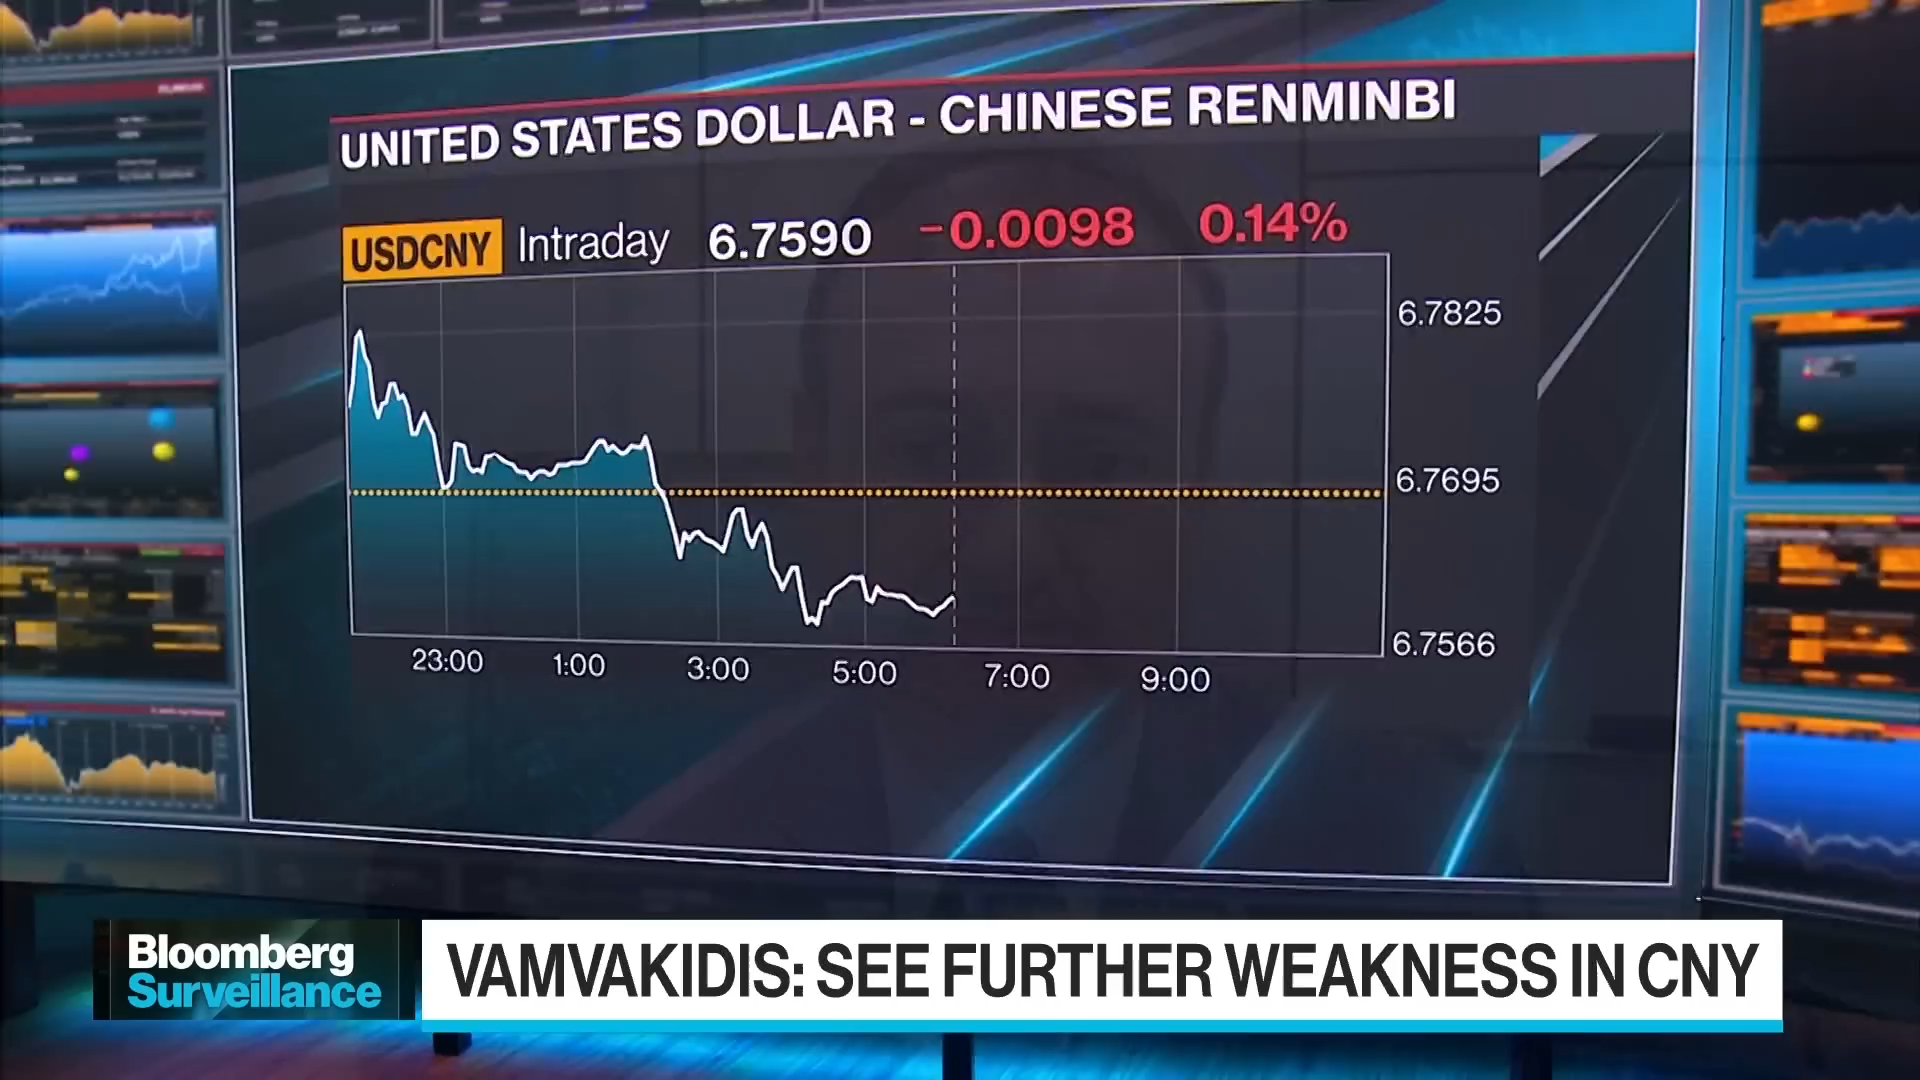 UNITED STATES DOLLAR - CHINESE RENMINBI
USDCNY Intraday 6.7590 -0.0098 0.14%
6.7825
6.7695
6.7566
23:00 1:00 3:00 5:00 7:00 9:00
Bloomberg
Surveillance
VAMVAKIDIS: SEE FURTHER WEAKNESS IN CNY